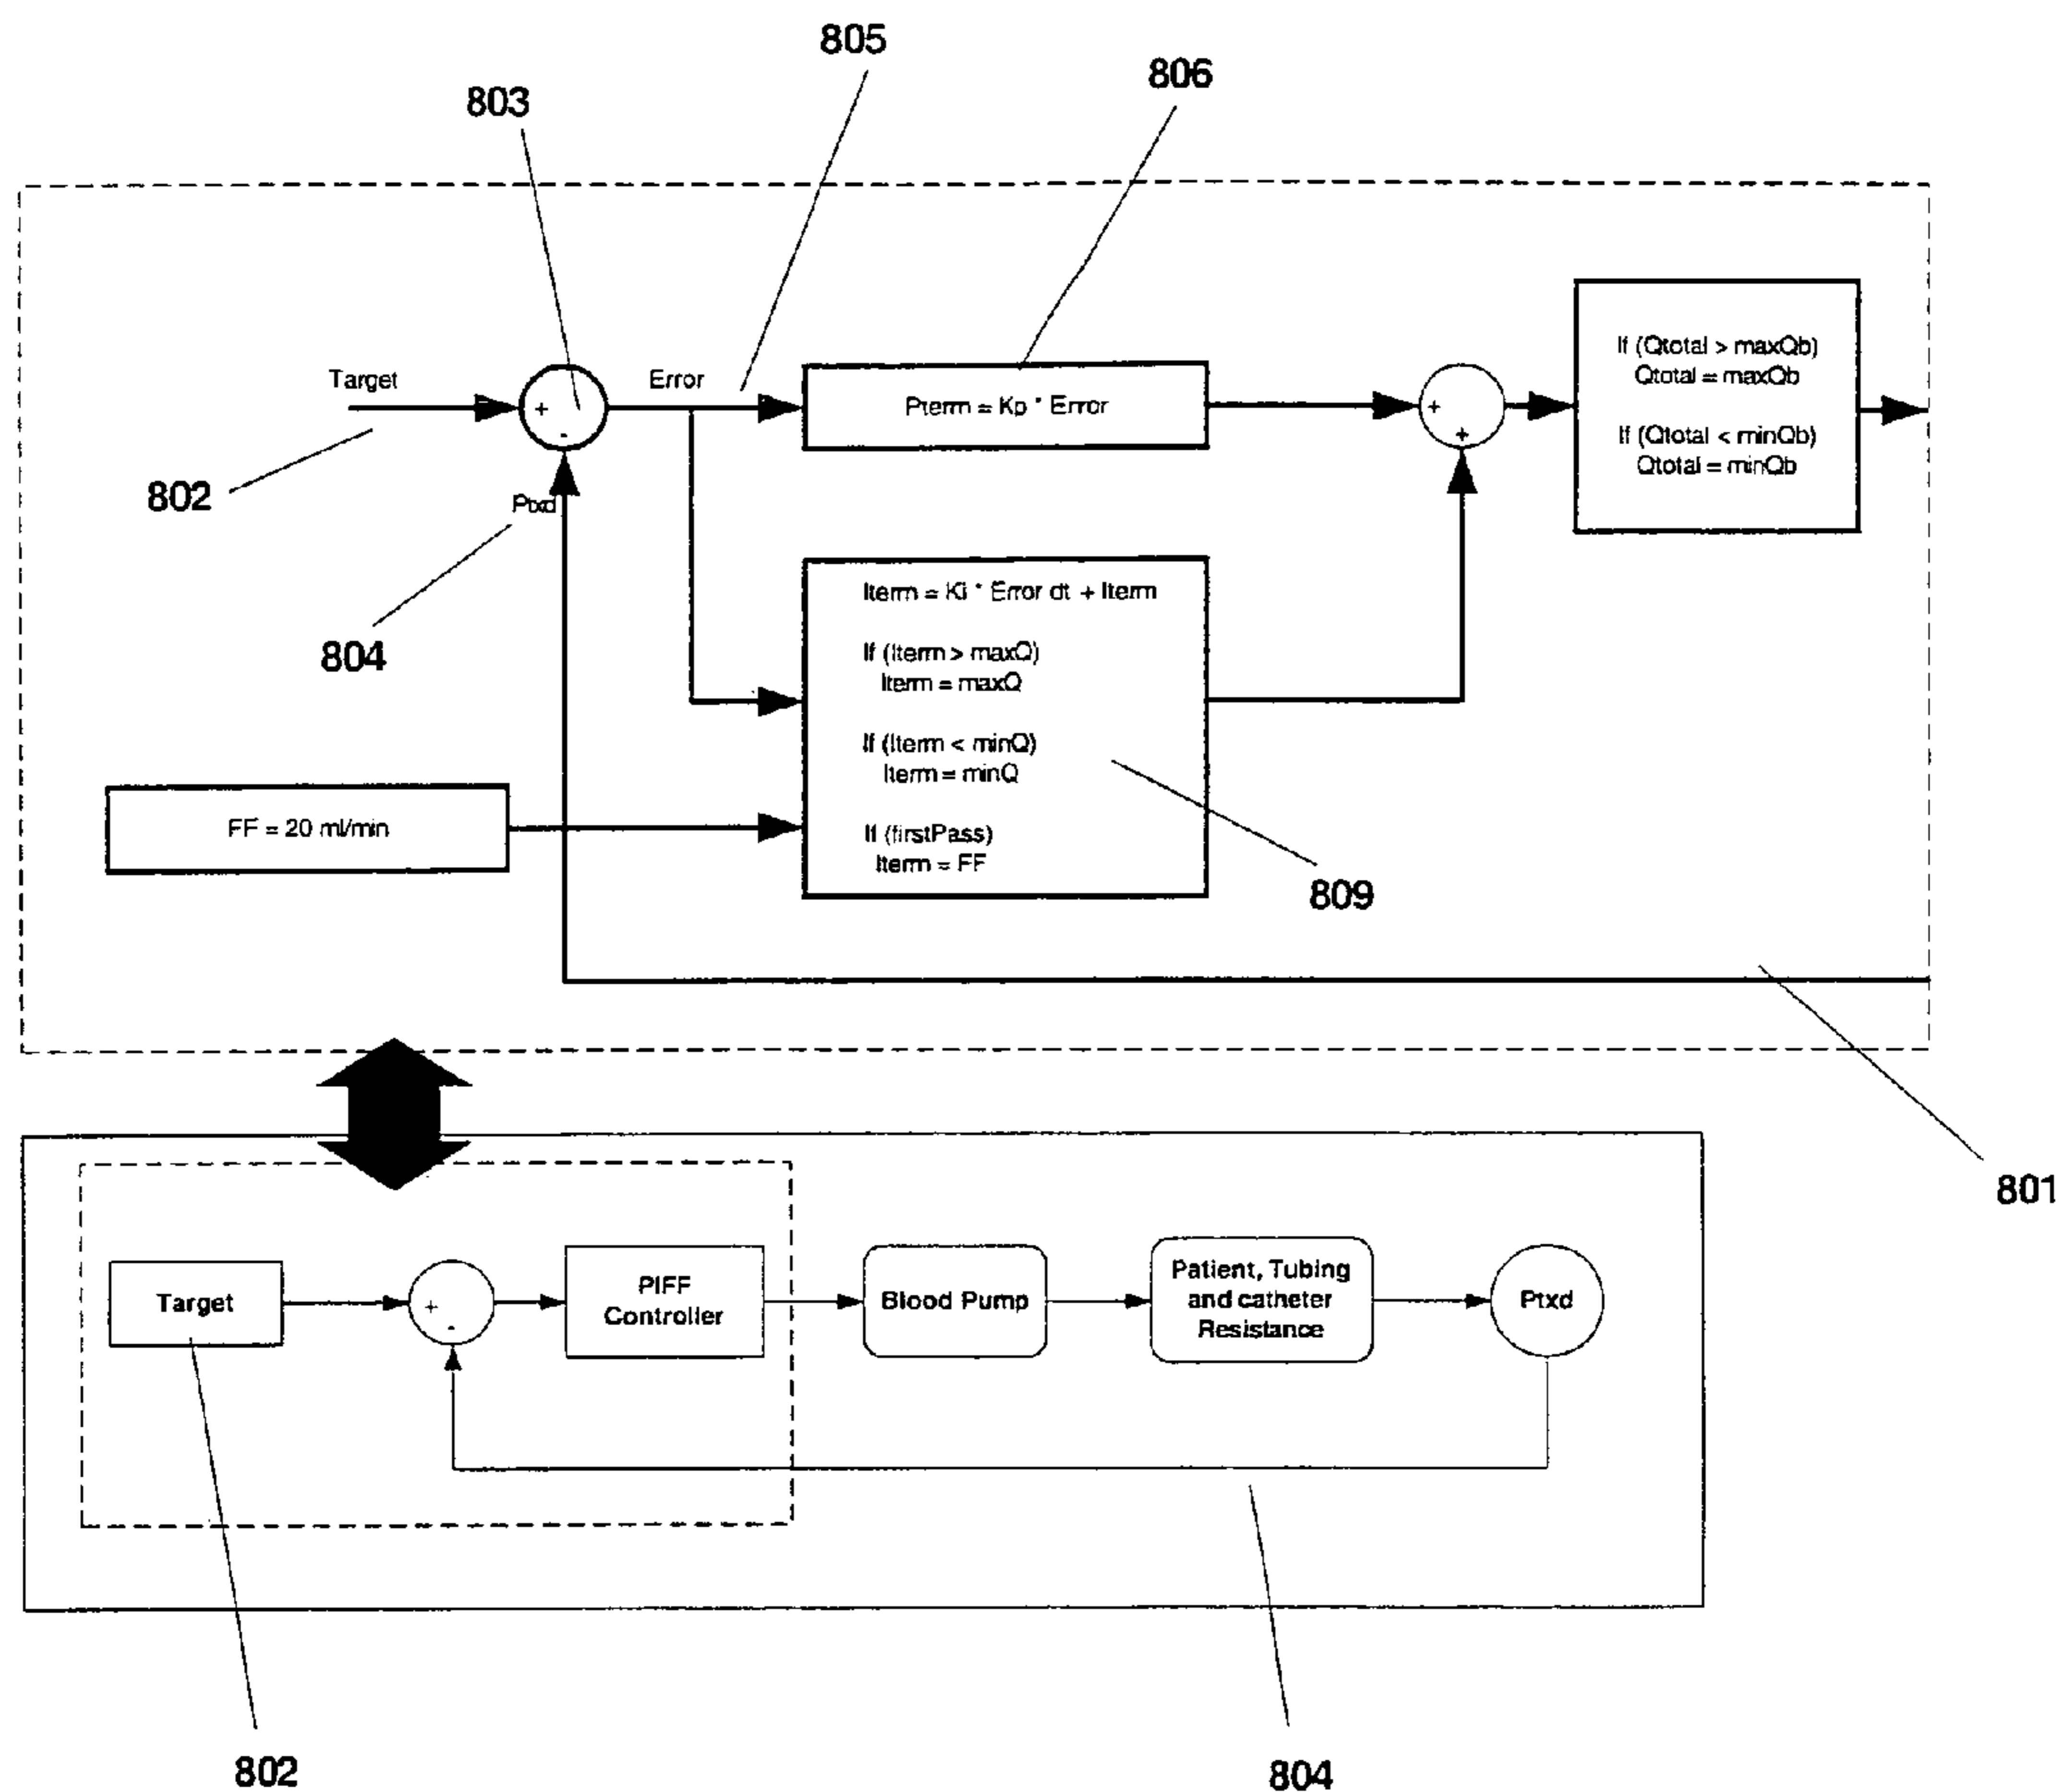 805
806
803
Target
Error
+
-
Pterm = Kp * Error
+
+
If (Qtotal > maxQb)
Qtotal = maxQb
If (Qtotal < minQb)
Qtotal = minQb
802
Ptxd
804
Iterm = Ki * Error dt + Iterm
If (Iterm > maxQ)
Iterm = maxQ
If (Iterm < minQ)
Iterm = minQ
If (firstPass)
Iterm = FF
FF = 20 ml/min
809
801
Target
+
-
PIFF
Controller
Blood Pump
Patient, Tubing
and catheter
Resistance
Ptxd
802
804